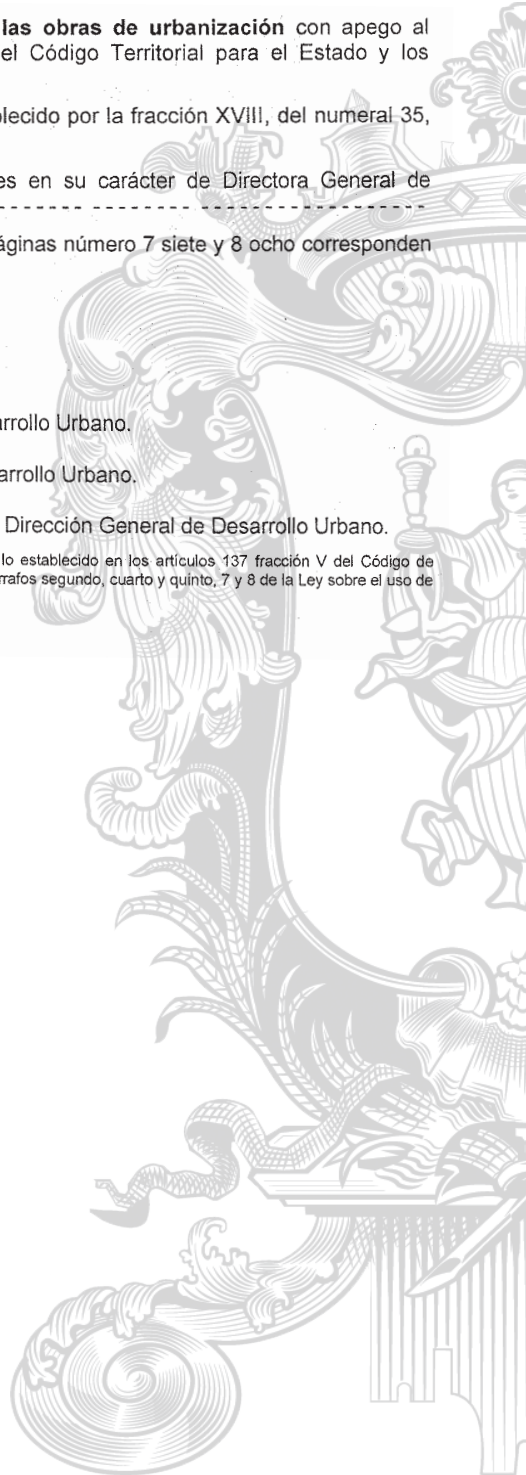 las obras de urbanización con apego al
el Código Territorial para el Estado y los
lecido por la fracción XVIII, del numeral 35,
es en su carácter de Directora General de
áginas número 7 siete y 8 ocho corresponden
arrollo Urbano.
arrollo Urbano.
Dirección General de Desarrollo Urbano.
lo establecido en los artículos 137 fracción V del Código de
rrafos segundo, cuarto y quinto, 7 y 8 de la Ley sobre el uso de